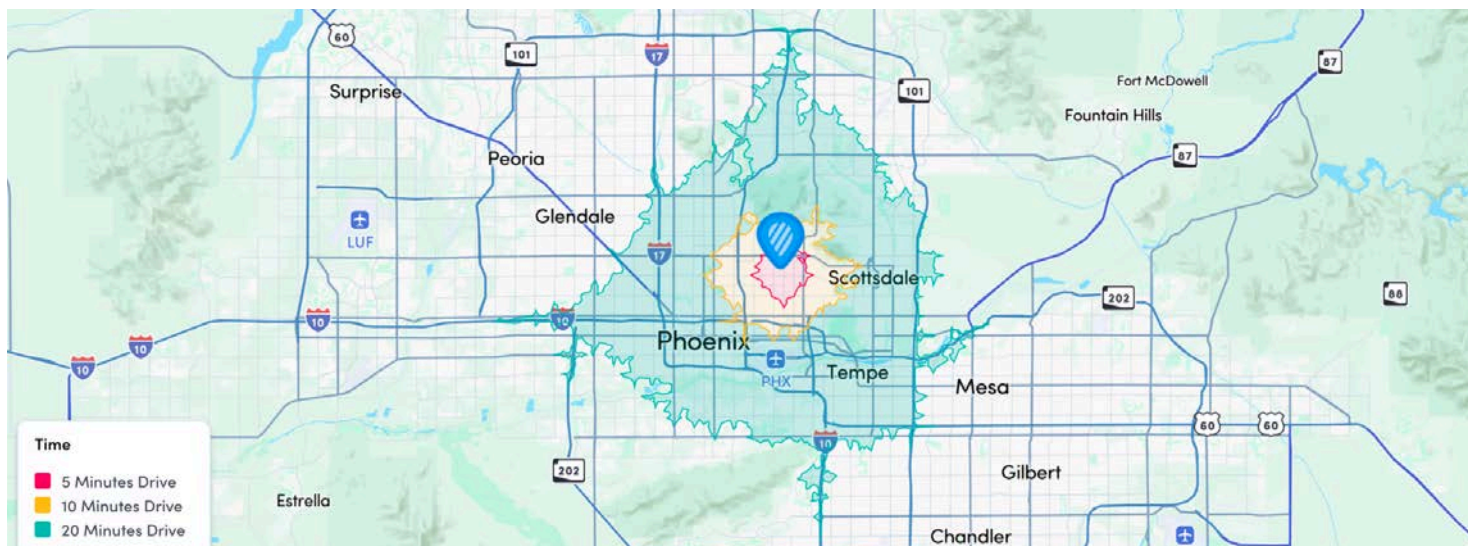 60
101
17
87
Surprise
101
Fort McDowell
Fountain Hills
Peoria
87
Glendale
LUF
17
Scottsdale
88
202
10
10
10
10
Phoenix
PHX
Tempe
Mesa
60
60
10
Time
5 Minutes Drive
10 Minutes Drive
20 Minutes Drive
202
Gilbert
Estrella
Chandler